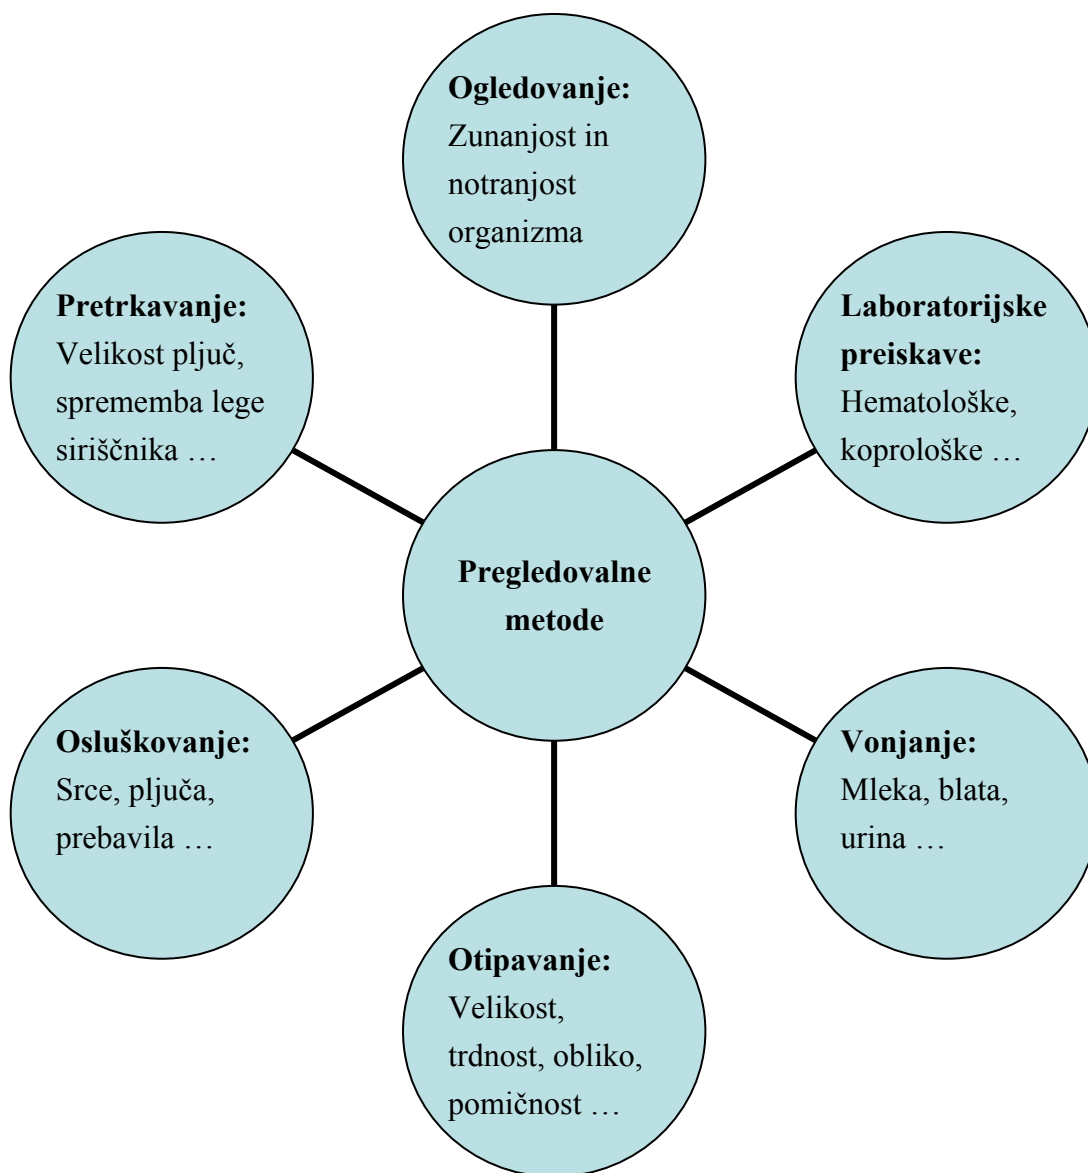 Ogledovanje:
Zunanjost in
notranjost
organizma
Pretrkavanje:
Velikost pljuč,
sprememba lege
siriščnika …
Laboratorijske
preiskave:
Hematološke,
koprološke …
Pregledovalne
metode
Osluškovanje:
Srce, pljuča,
prebavila …
Vonjanje:
Mleka, blata,
urina …
Otipavanje:
Velikost,
trdnost, obliko,
pomičnost …